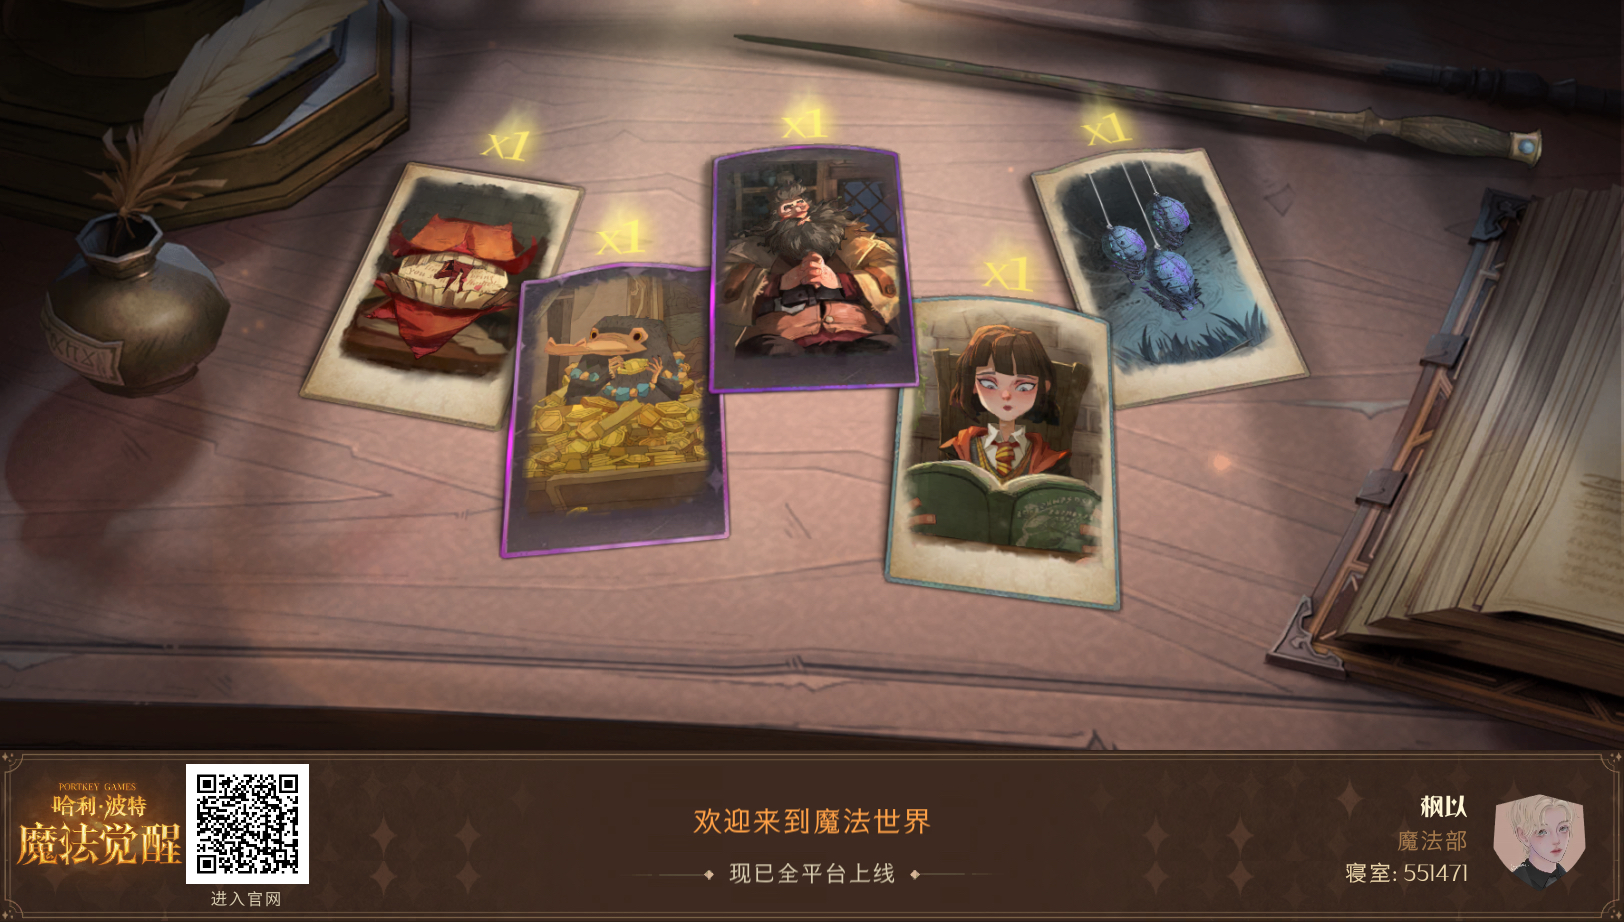 x1
x1
x1
x1
x1
PORTKEY GAMES
哈利·波特
魔法觉醒
进入官网
欢迎来到魔法世界
现已全平台上线
枫以
魔法部
寝室: 551471